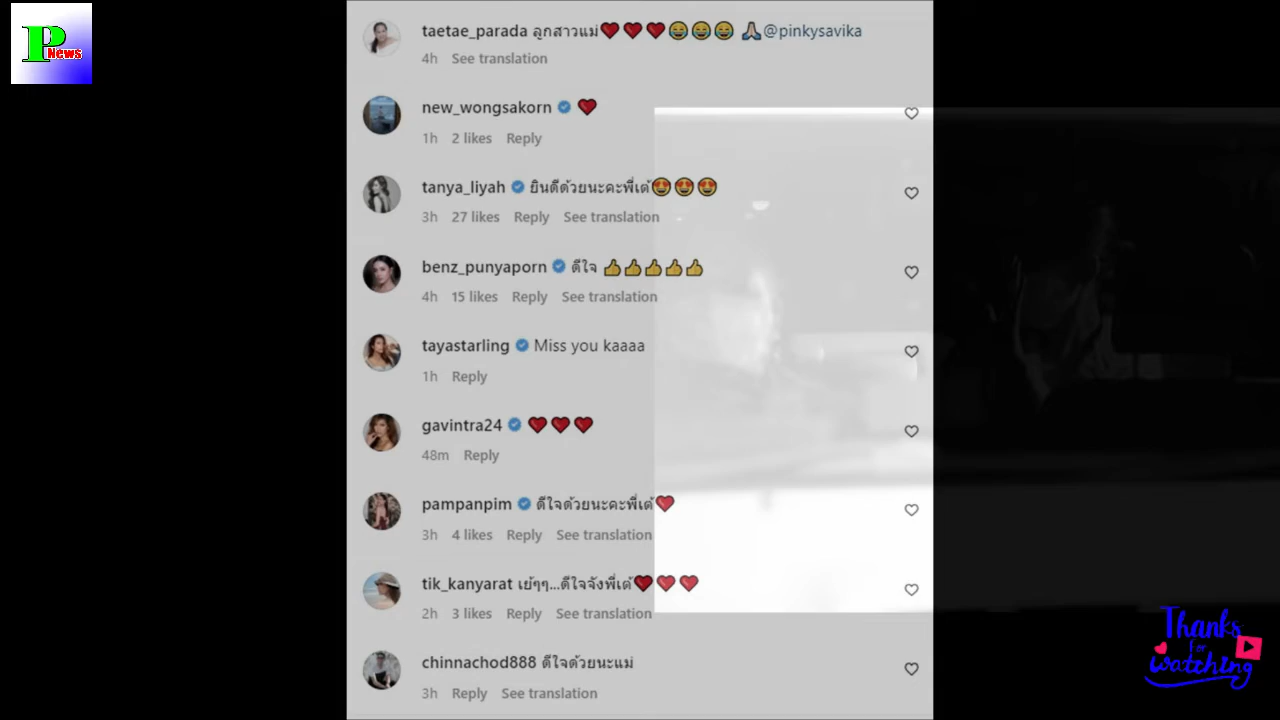 P
News
taetae_parada ลูกสาวแม่❤️❤️❤️😂😂😂 🙏🏻@pinkysavika
4h See translation
new_wongsakorn ❤️
1h 2 likes Reply
tanya_liyah ยินดีด้วยนะคะพี่เต้😍😍😍
3h 27 likes Reply See translation
benz_punyaporn ดีใจ 👍👍👍👍👍
4h 15 likes Reply See translation
tayastarling Miss you kaaaa
1h Reply
gavintra24 ❤️❤️❤️
48m Reply
pampanpim ดีใจด้วยนะคะพี่เต้❤️
3h 4 likes Reply See translation
tik_kanyarat เย้ๆๆ...ดีใจจังพี่เต้❤️❤️❤️
2h 3 likes Reply See translation
chinnachod888 ดีใจด้วยนะแม่
3h Reply See translation
Thanks
for
watching